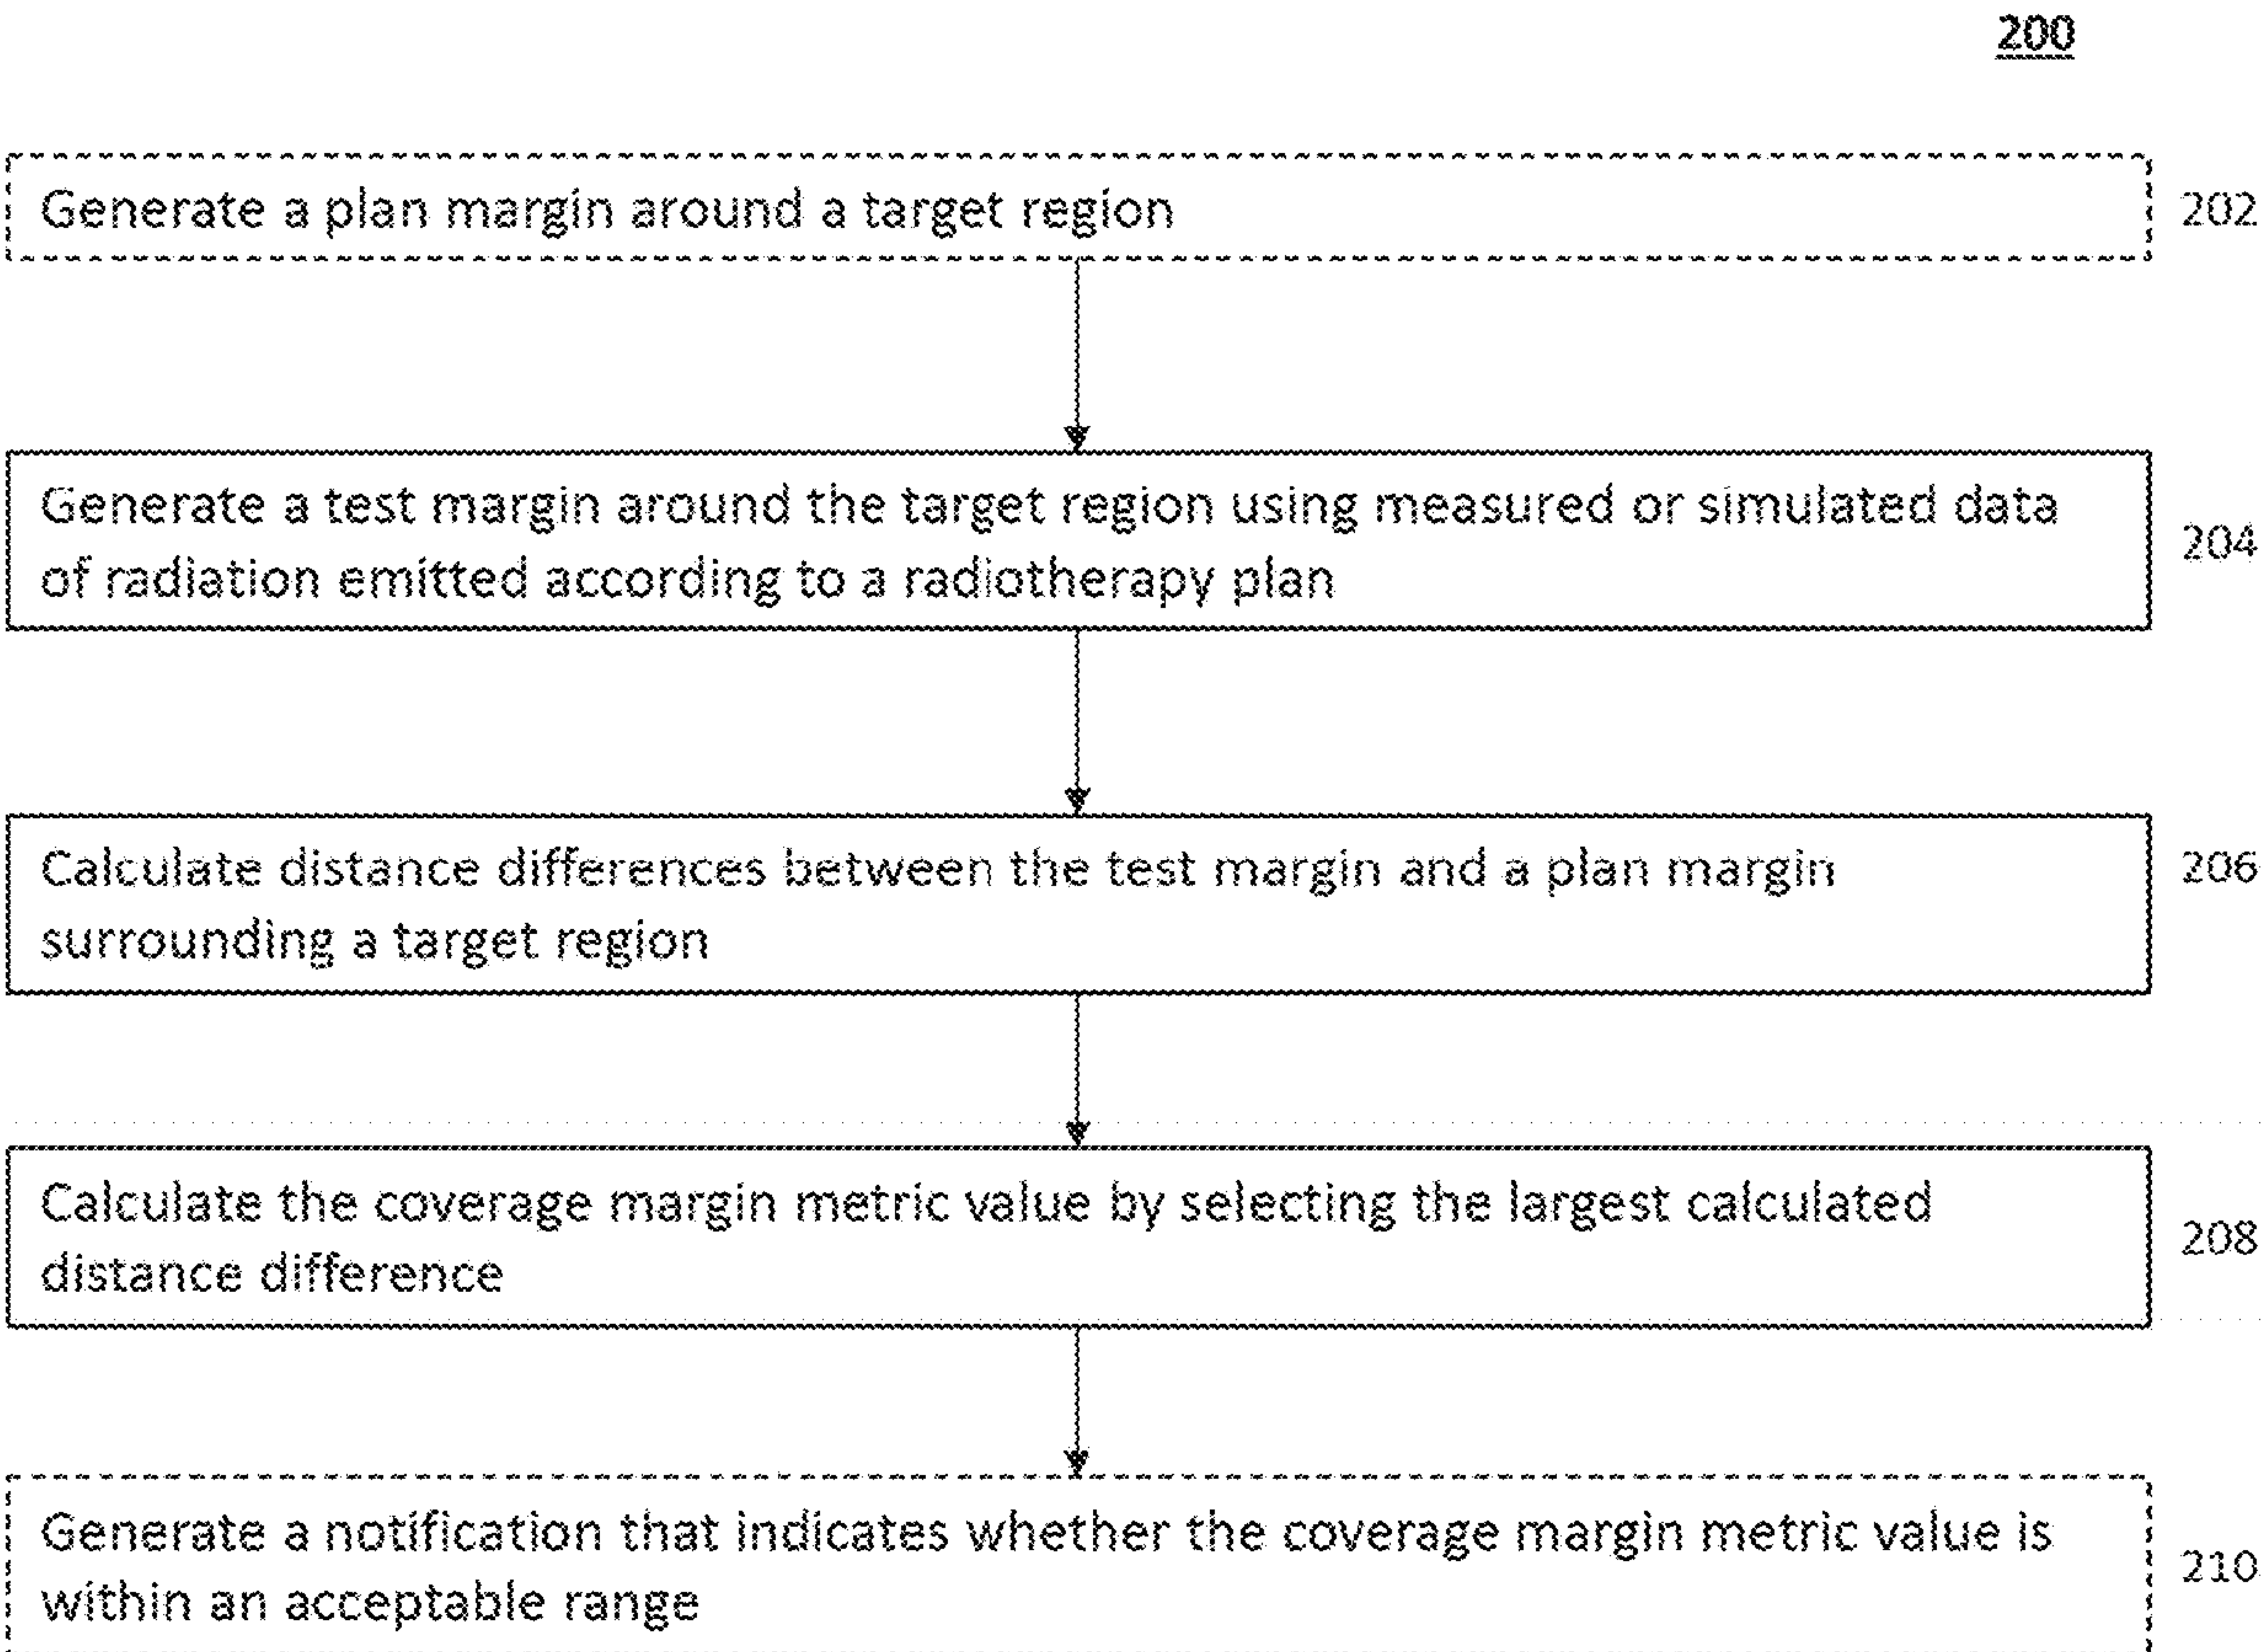 200
Generate a plan margin around a target region
202
Generate a test margin around the target region using measured or simulated data
of radiation emitted according to a radiotherapy plan
204
Calculate distance differences between the test margin and a plan margin
surrounding a target region
206
Calculate the coverage margin metric value by selecting the largest calculated
distance difference
208
Generate a notification that indicates whether the coverage margin metric value is
within an acceptable range
210